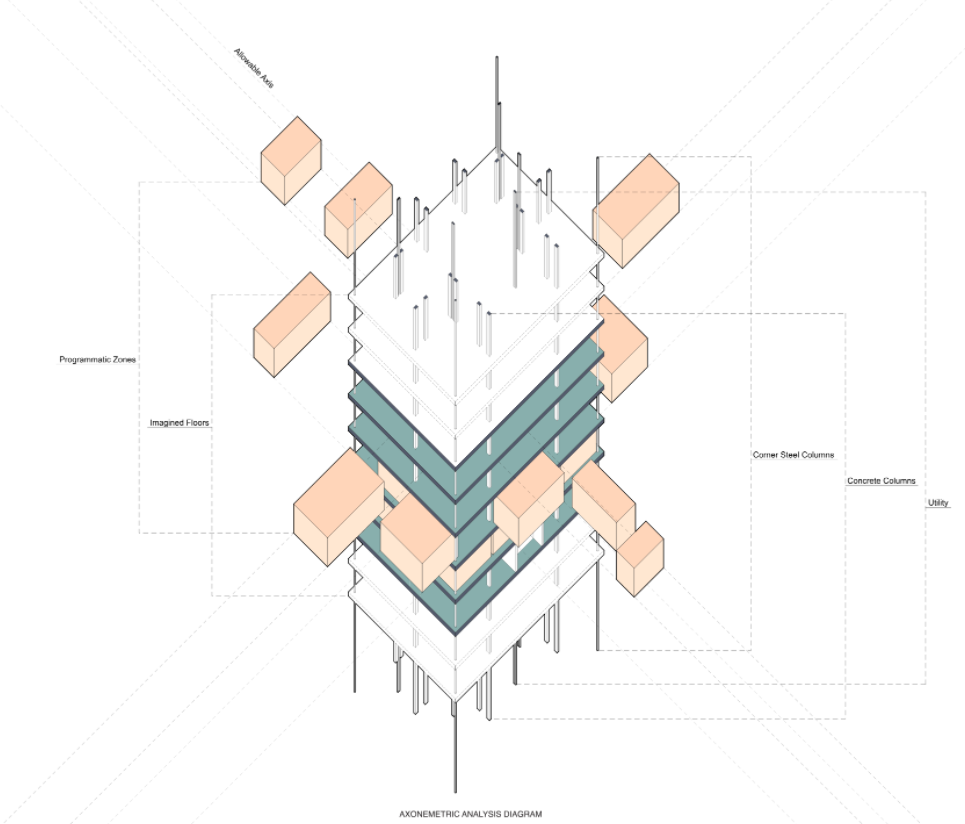 Allowable Axis
Programmatic Zones
Imagined Floors
Corner Steel Columns
Concrete Columns
Utility
AXONEMETRIC ANALYSIS DIAGRAM